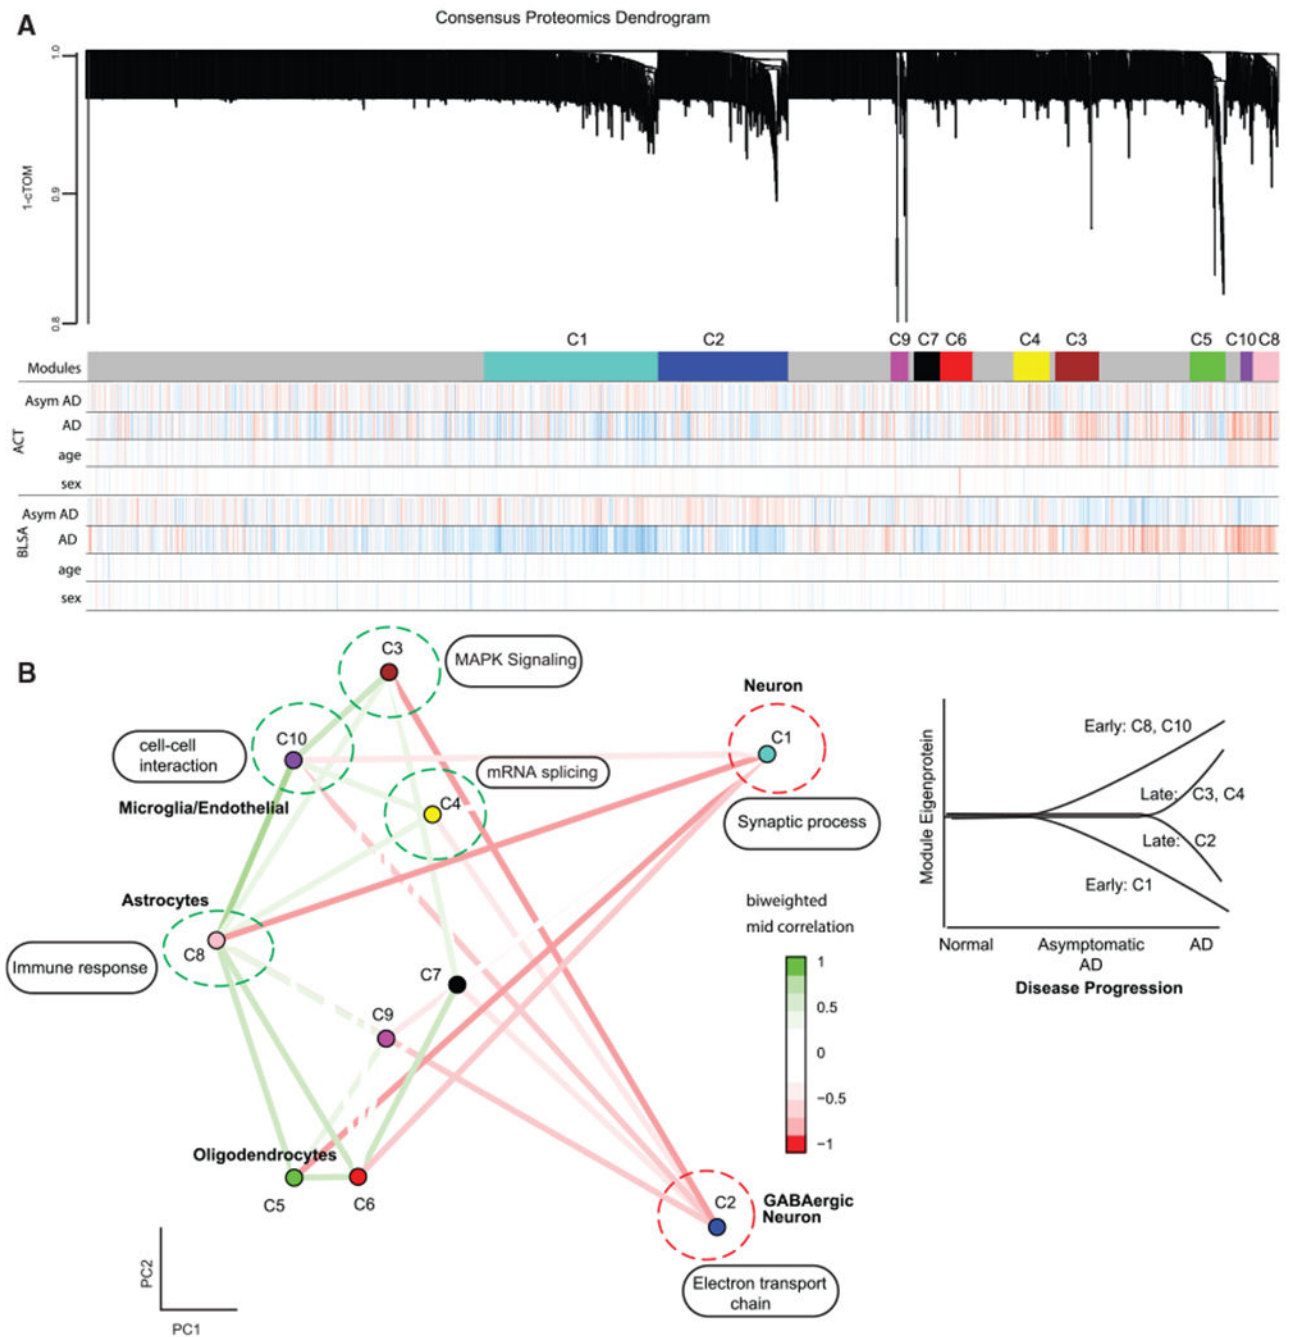 A
Consensus Proteomics Dendrogram
1.0
0.9
0.8
1-cTOM
C1
C2
C9
C7
C6
C4
C3
C5
C10
C8
Modules
ACT
Asym AD
AD
age
sex
BLSA
Asym AD
AD
age
sex
B
C3
MAPK Signaling
C10
cell-cell
interaction
Microglia/Endothelial
mRNA splicing
C4
Neuron
C1
Synaptic process
Astrocytes
C8
Immune response
C7
C9
Oligodendrocytes
C5
C6
C2
GABAergic
Neuron
Electron transport
chain
PC2
PC1
biweighted
mid correlation
1
0.5
0
−0.5
−1
Module Eigenprotein
Early: C8, C10
Late: C3, C4
Late: C2
Early: C1
Normal
Asymptomatic
AD
AD
Disease Progression